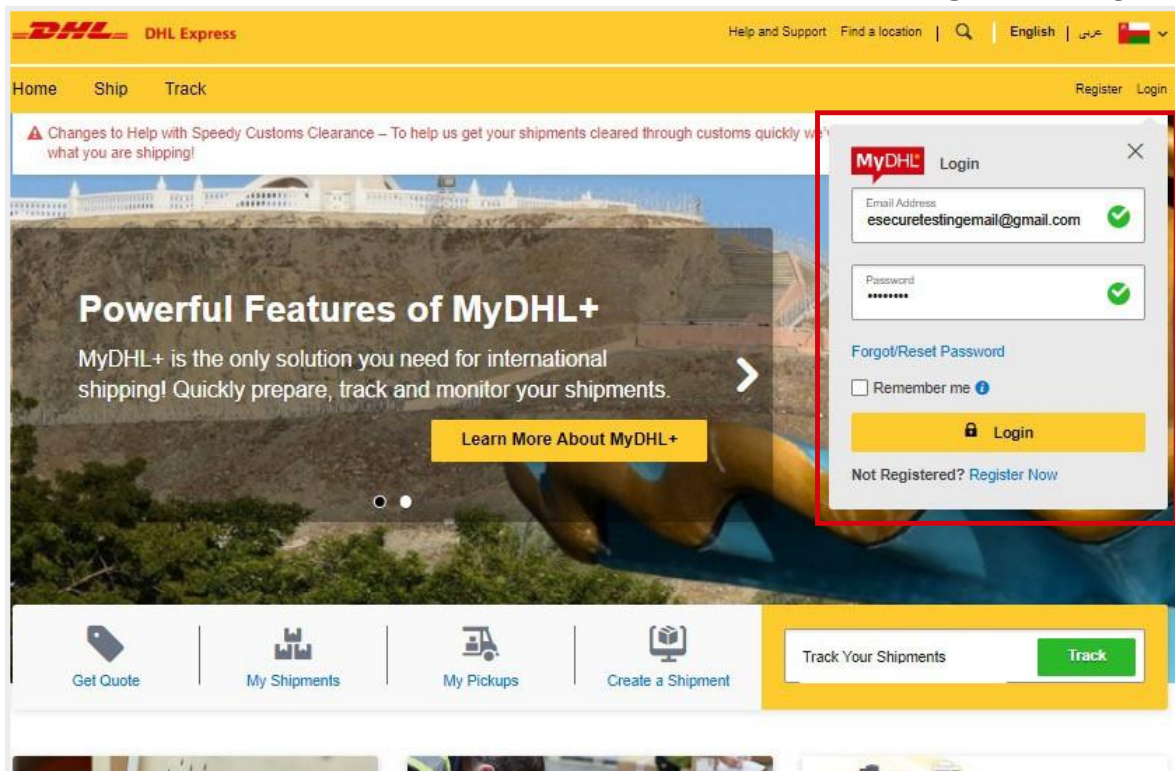 DHL DHL Express
Help and Support Find a location | English | عربي
Home Ship Track
Register Login
Changes to Help with Speedy Customs Clearance – To help us get your shipments cleared through customs quickly we'v
what you are shipping!
MyDHL+ Login
Email Address
esecuretestingemail@gmail.com
Password
••••••••
Forgot/Reset Password
Remember me
Login
Not Registered? Register Now
Powerful Features of MyDHL+
MyDHL+ is the only solution you need for international
shipping! Quickly prepare, track and monitor your shipments.
Learn More About MyDHL+
Get Quote
My Shipments
My Pickups
Create a Shipment
Track Your Shipments
Track